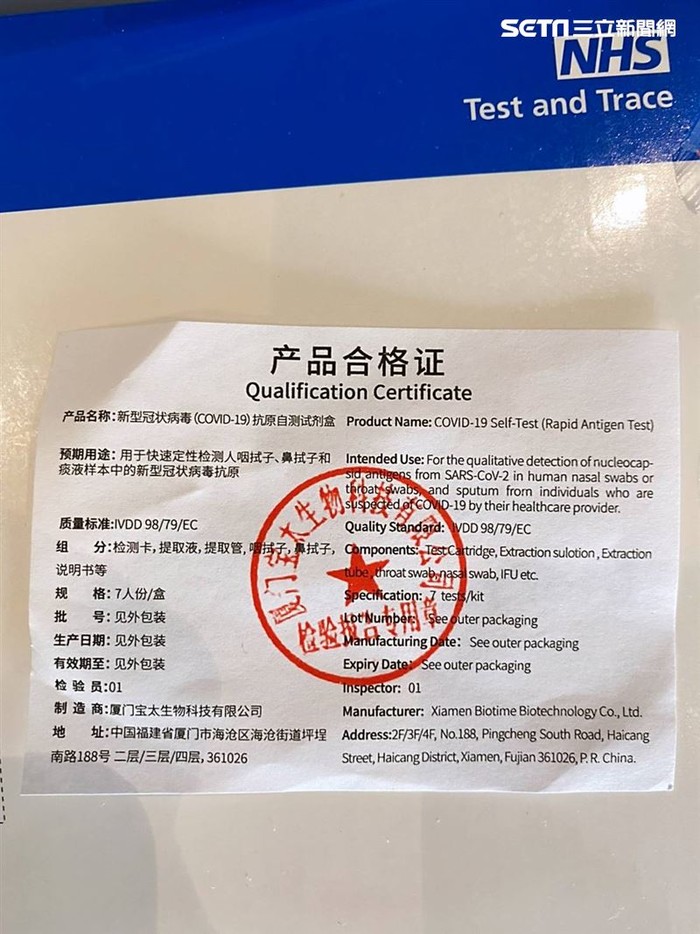 SETN三立新聞網
NHS
Test and Trace
产品合格证
Qualification Certificate
产品名称：新型冠状病毒（COVID-19）抗原自测试剂盒
预期用途：用于快速定性检测人咽拭子、鼻拭子和
痰液样本中的新型冠状病毒抗原
质量标准：IVDD 98/79/EC
组 分：检测卡，提取液，提取管，咽拭子，鼻拭子，
说明书等
规 格：7人份/盒
批 号：见外包装
生产日期：见外包装
有效期至：见外包装
检 验 员：01
制 造 商：厦门宝太生物科技有限公司
地 址：中国福建省厦门市海沧区海沧街道坪埕
南路188号 二层/三层/四层，361026
Product Name: COVID-19 Self-Test (Rapid Antigen Test)
Intended Use: For the qualitative detection of nucleocap-
sid antigens from SARS-CoV-2 in human nasal swabs or
throat swabs, and sputum from individuals who are
suspected of COVID-19 by their healthcare provider.
Quality Standard: IVDD 98/79/EC
Components: Test Cartridge, Extraction sulotion , Extraction
tube , throat swab,nasal swab, IFU etc.
Specification: 7 tests/kit
Lot Number: See outer packaging
Manufacturing Date: See outer packaging
Expiry Date: See outer packaging
Inspector: 01
Manufacturer: Xiamen Biotime Biotechnology Co., Ltd.
Address:2F/3F/4F, No.188, Pingcheng South Road, Haicang
Street, Haicang District, Xiamen, Fujian 361026, P. R. China.
厦门宝太生物科技有限公司
检验报告专用章